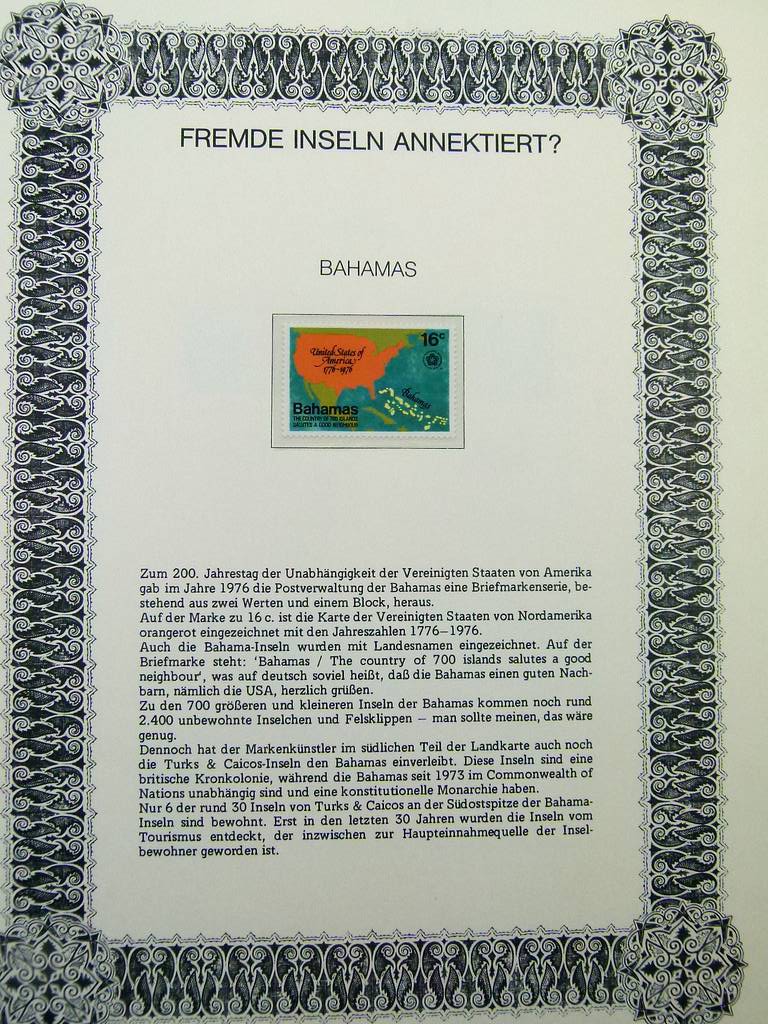 FREMDE INSELN ANNEKTIERT?
BAHAMAS
16c
United States of
America
1776-1976
Bahamas
Bahamas
THE COUNTRY OF 700 ISLANDS
SALUTES A GOOD NEIGHBOUR
Zum 200. Jahrestag der Unabhängigkeit der Vereinigten Staaten von Amerika
gab im Jahre 1976 die Postverwaltung der Bahamas eine Briefmarkenserie, be-
stehend aus zwei Werten und einem Block, heraus.
Auf der Marke zu 16 c. ist die Karte der Vereinigten Staaten von Nordamerika
orangerot eingezeichnet mit den Jahreszahlen 1776–1976.
Auch die Bahama-Inseln wurden mit Landesnamen eingezeichnet. Auf der
Briefmarke steht: ‘Bahamas / The country of 700 islands salutes a good
neighbour’, was auf deutsch soviel heißt, daß die Bahamas einen guten Nach-
barn, nämlich die USA, herzlich grüßen.
Zu den 700 größeren und kleineren Inseln der Bahamas kommen noch rund
2.400 unbewohnte Inselchen und Felsklippen – man sollte meinen, das wäre
genug.
Dennoch hat der Markenkünstler im südlichen Teil der Landkarte auch noch
die Turks & Caicos-Inseln den Bahamas einverleibt. Diese Inseln sind eine
britische Kronkolonie, während die Bahamas seit 1973 im Commonwealth of
Nations unabhängig sind und eine konstitutionelle Monarchie haben.
Nur 6 der rund 30 Inseln von Turks & Caicos an der Südostspitze der Bahama-
Inseln sind bewohnt. Erst in den letzten 30 Jahren wurden die Inseln vom
Tourismus entdeckt, der inzwischen zur Haupteinnahmequelle der Insel-
bewohner geworden ist.